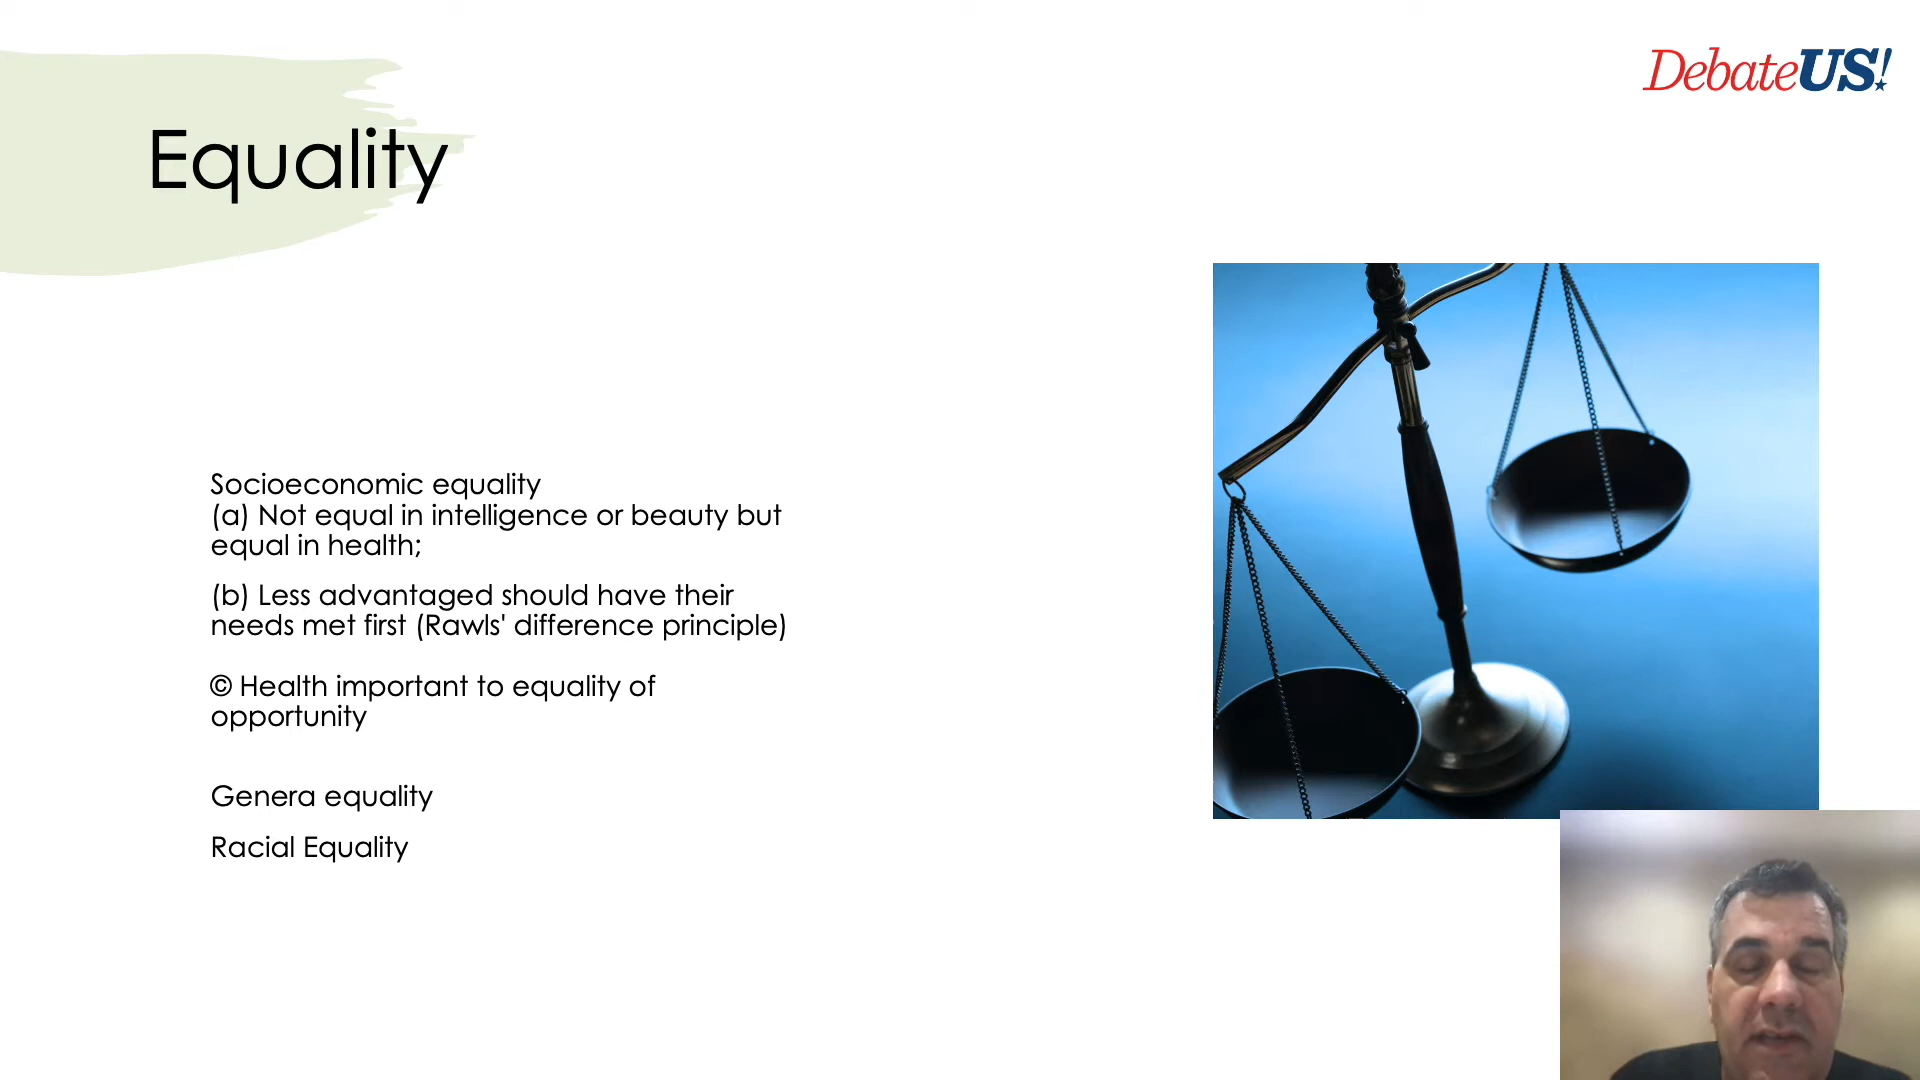 DebateUS!
Equality
Socioeconomic equality
(a) Not equal in intelligence or beauty but
equal in health;
(b) Less advantaged should have their
needs met first (Rawls' difference principle)
© Health important to equality of
opportunity
Genera equality
Racial Equality